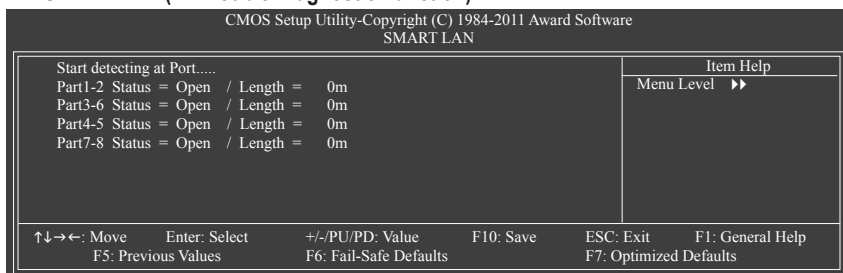 CMOS Setup Utility-Copyright (C) 1984-2011 Award Software
SMART LAN
Start detecting at Port.....
Part1-2 Status = Open / Length = 0m
Part3-6 Status = Open / Length = 0m
Part4-5 Status = Open / Length = 0m
Part7-8 Status = Open / Length = 0m
Item Help
Menu Level ▶▶
↑↓→←: Move Enter: Select +/-/PU/PD: Value F10: Save ESC: Exit F1: General Help
F5: Previous Values F6: Fail-Safe Defaults F7: Optimized Defaults